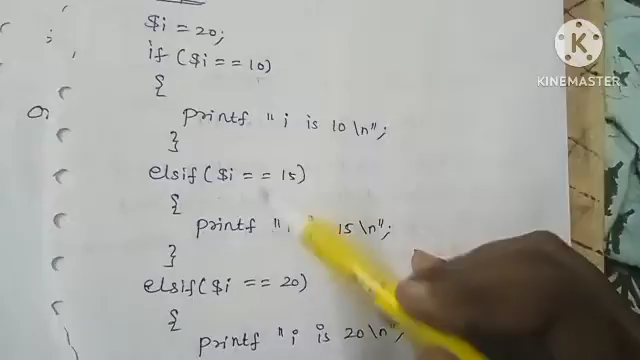 $i = 20;
if ($i == 10)
{
printf "i is 10 \n";
}
elsif ($i == 15)
{
printf "i 15 \n";
}
elsif ($i == 20)
{
printf "i is 20 \n";
KINEMASTER